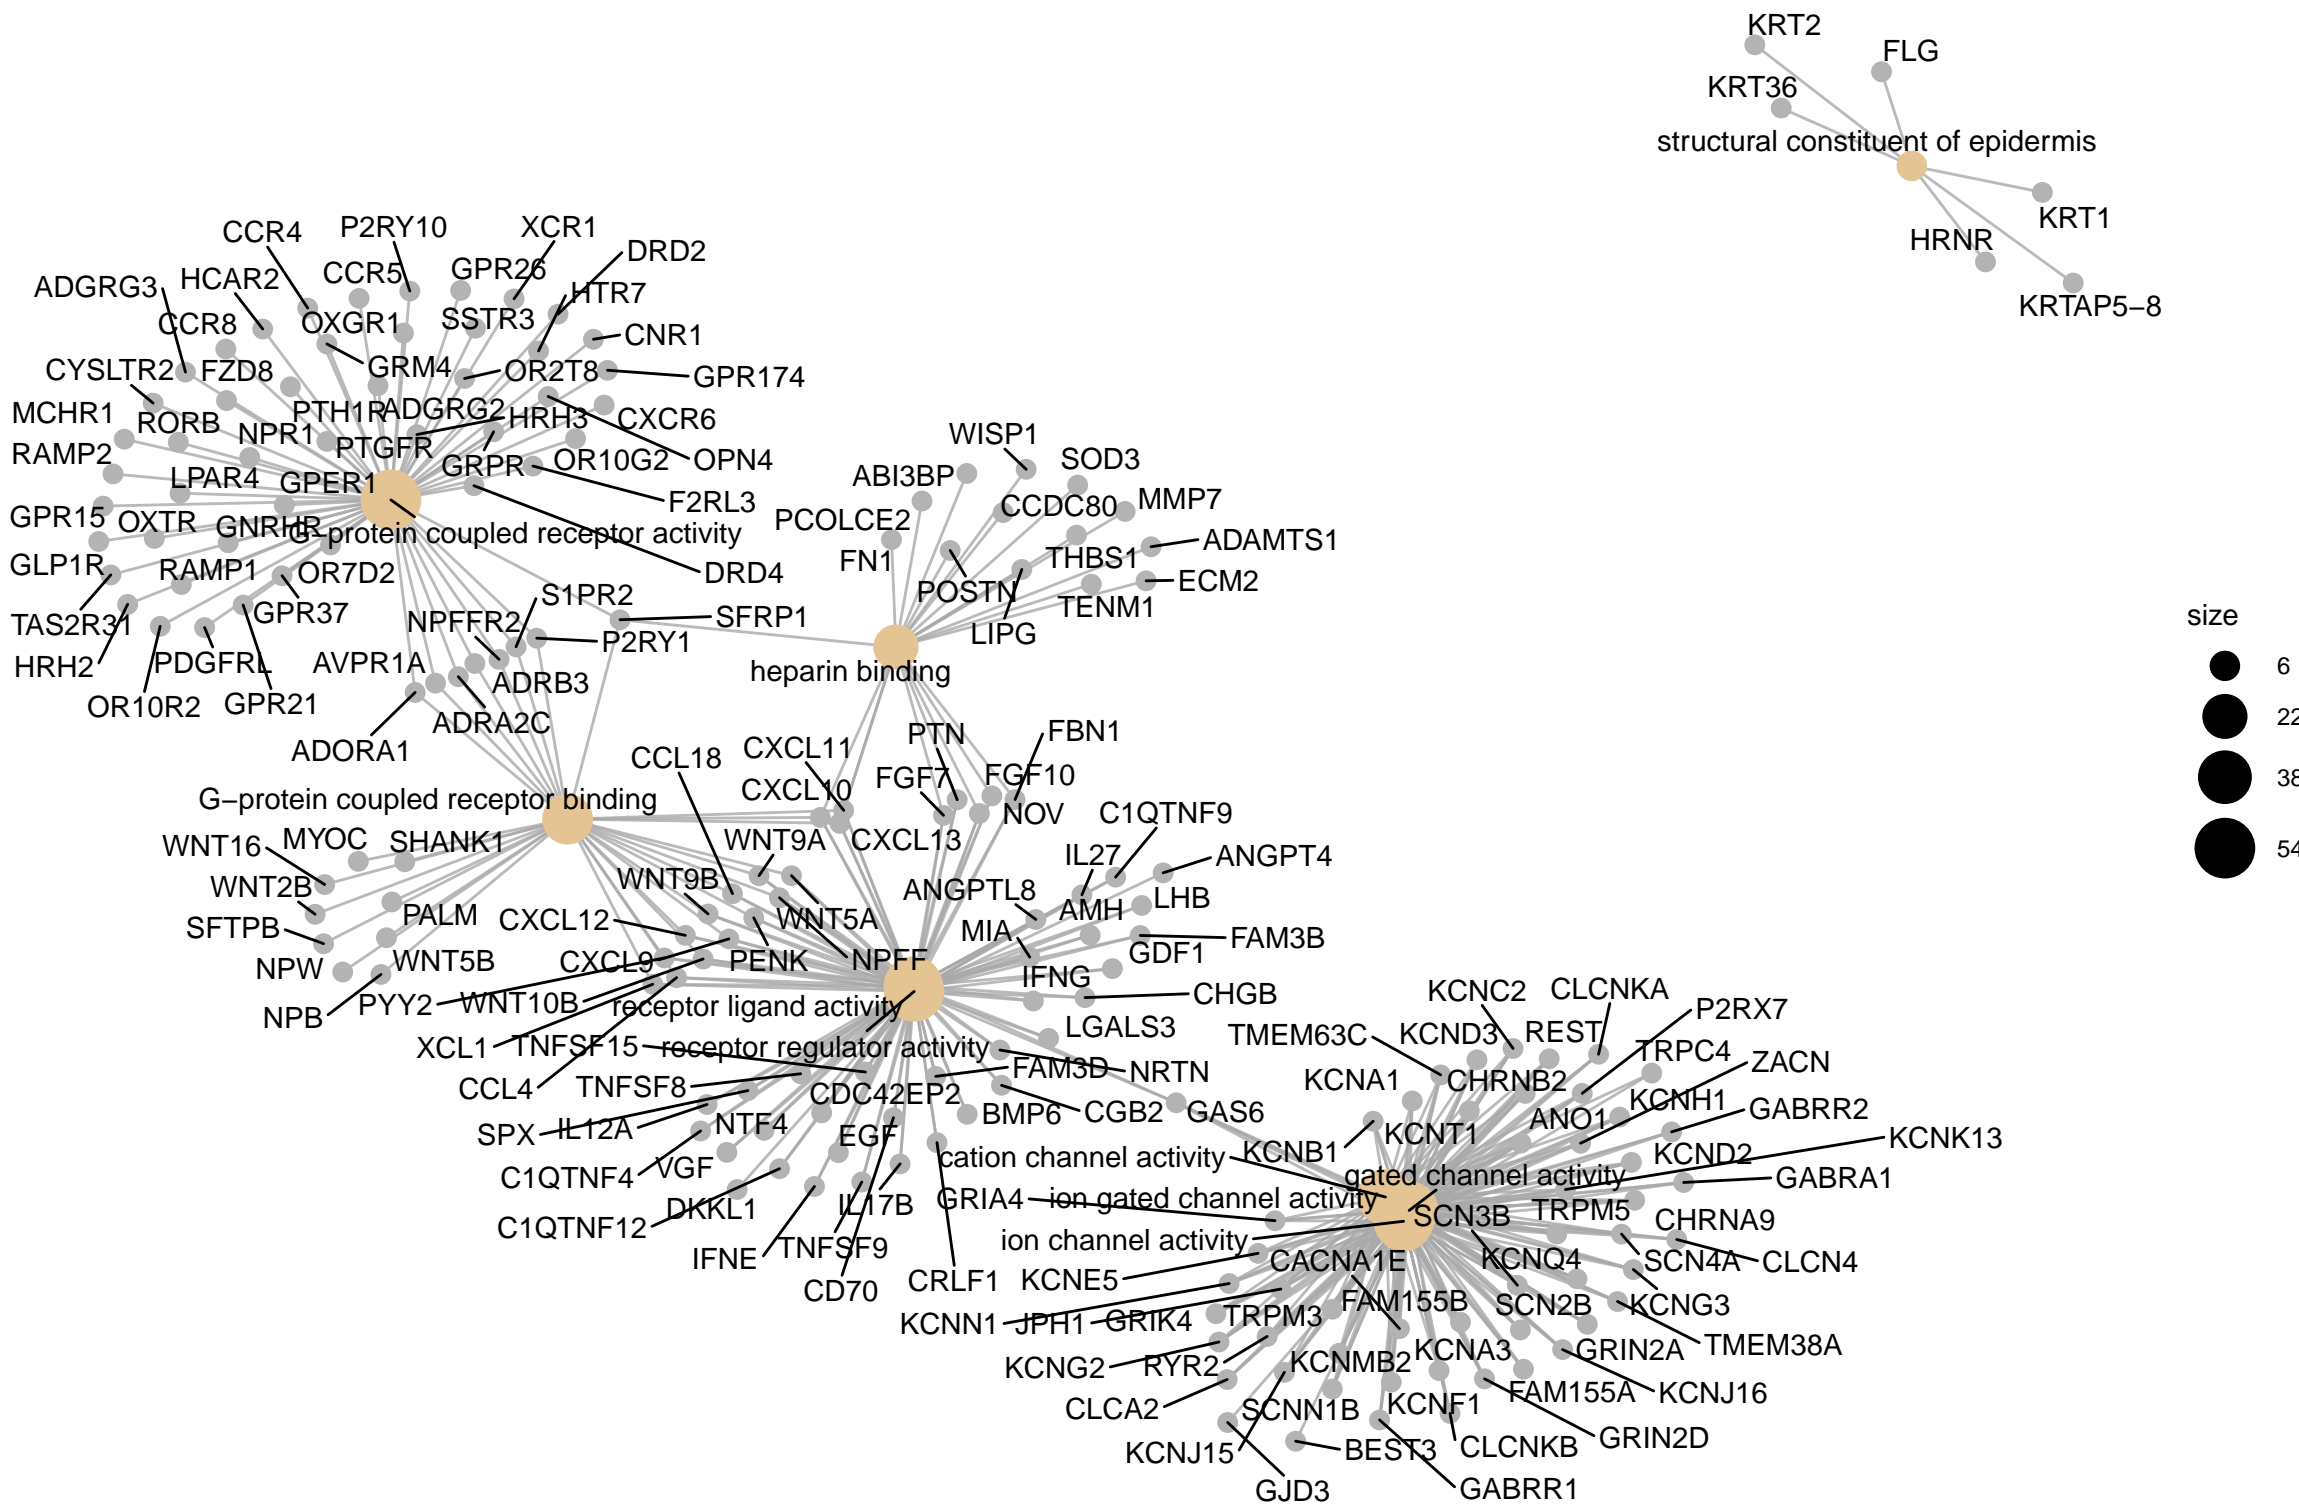 KRT2
FLG
KRT36
structural constituent of epidermis
KRT1
HRNR
KRTAP5−8
CCR4
P2RY10
XCR1
DRD2
ADGRG3
HCAR2
CCR5
GPR26
HTR7
CCR8
OXGR1
SSTR3
CNR1
CYSLTR2
FZD8
GRM4
OR2T8
GPR174
MCHR1
RORB
NPR1
PTH1R
ADGRG2
HRH3
CXCR6
RAMP2
PTGFR
GRPR
OR10G2
OPN4
LPAR4
GPER1
F2RL3
GPR15
OXTR
GNRHR
G−protein coupled receptor activity
GLP1R
RAMP1
OR7D2
DRD4
TAS2R31
GPR37
NPFFR2
S1PR2
SFRP1
HRH2
PDGFRL
AVPR1A
P2RY1
OR10R2
GPR21
ADRB3
ADRA2C
ADORA1
WISP1
ABI3BP
SOD3
PCOLCE2
CCDC80
MMP7
FN1
THBS1
ADAMTS1
POSTN
TENM1
ECM2
LIPG
heparin binding
size
6
22
38
54
PTN
FBN1
CCL18
CXCL11
FGF7
FGF10
CXCL10
NOV
C1QTNF9
G−protein coupled receptor binding
WNT16
MYOC
SHANK1
WNT9A
CXCL13
IL27
ANGPT4
WNT2B
WNT9B
ANGPTL8
AMH
LHB
SFTPB
PALM
CXCL12
WNT5A
MIA
FAM3B
NPW
WNT5B
CXCL9
PENK
NPFF
IFNG
GDF1
NPB
PYY2
WNT10B
receptor ligand activity
CHGB
XCL1
TNFSF15
receptor regulator activity
LGALS3
CCL4
TNFSF8
CDC42EP2
FAM3D
NRTN
SPX
IL12A
NTF4
EGF
BMP6
CGB2
GAS6
C1QTNF4
VGF
C1QTNF12
DKKL1
IL17B
IFNE
TNFSF9
CD70
CRLF1
KCNC2
CLCNKA
P2RX7
TMEM63C
KCND3
REST
TRPC4
ZACN
KCNA1
CHRNB2
ANO1
KCNH1
GABRR2
KCNB1
KCNT1
KCND2
KCNK13
cation channel activity
gated channel activity
GABRA1
GRIA4
ion gated channel activity
SCN3B
TRPM5
CHRNA9
ion channel activity
CACNA1E
KCNQ4
SCN4A
CLCN4
KCNE5
FAM155B
SCN2B
KCNG3
KCNN1
JPH1
GRIK4
TRPM3
TMEM38A
KCNG2
RYR2
KCNMB2
KCNA3
GRIN2A
CLCA2
SCNN1B
KCNF1
FAM155A
KCNJ16
KCNJ15
BEST3
CLCNKB
GRIN2D
GJD3
GABRR1